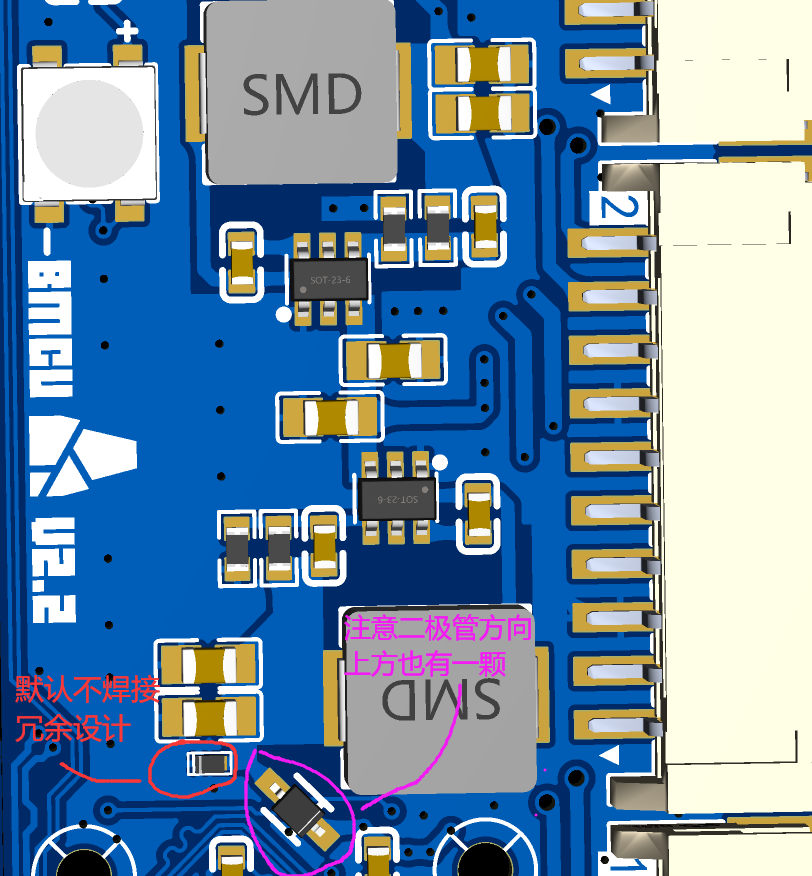 +
SMD
2
SOT-23-6
BMCU
V2.2
SOT-23-6
注意二极管方向
上方也有一颗
SMD
默认不焊接
冗余设计
1